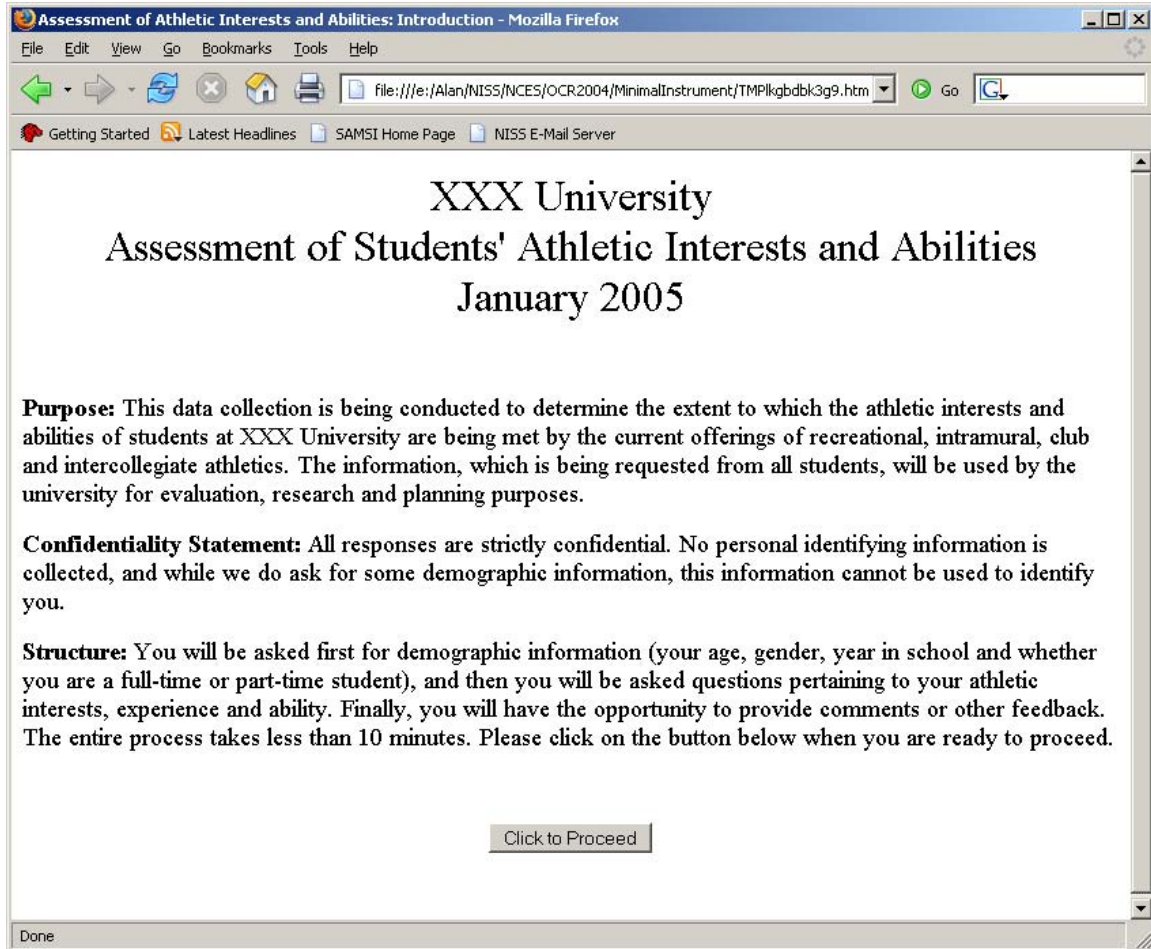 Assessment of Athletic Interests and Abilities: Introduction - Mozilla Firefox
File Edit View Go Bookmarks Tools Help
file:///e:/Alan/NISS/NCES/OCR2004/MinimalInstrument/TMPlkgbdbk3g9.htm Go G
Getting Started Latest Headlines SAMSI Home Page NISS E-Mail Server
XXX University
Assessment of Students' Athletic Interests and Abilities
January 2005
Purpose: This data collection is being conducted to determine the extent to which the athletic interests and
abilities of students at XXX University are being met by the current offerings of recreational, intramural, club
and intercollegiate athletics. The information, which is being requested from all students, will be used by the
university for evaluation, research and planning purposes.
Confidentiality Statement: All responses are strictly confidential. No personal identifying information is
collected, and while we do ask for some demographic information, this information cannot be used to identify
you.
Structure: You will be asked first for demographic information (your age, gender, year in school and whether
you are a full-time or part-time student), and then you will be asked questions pertaining to your athletic
interests, experience and ability. Finally, you will have the opportunity to provide comments or other feedback.
The entire process takes less than 10 minutes. Please click on the button below when you are ready to proceed.
Click to Proceed
Done